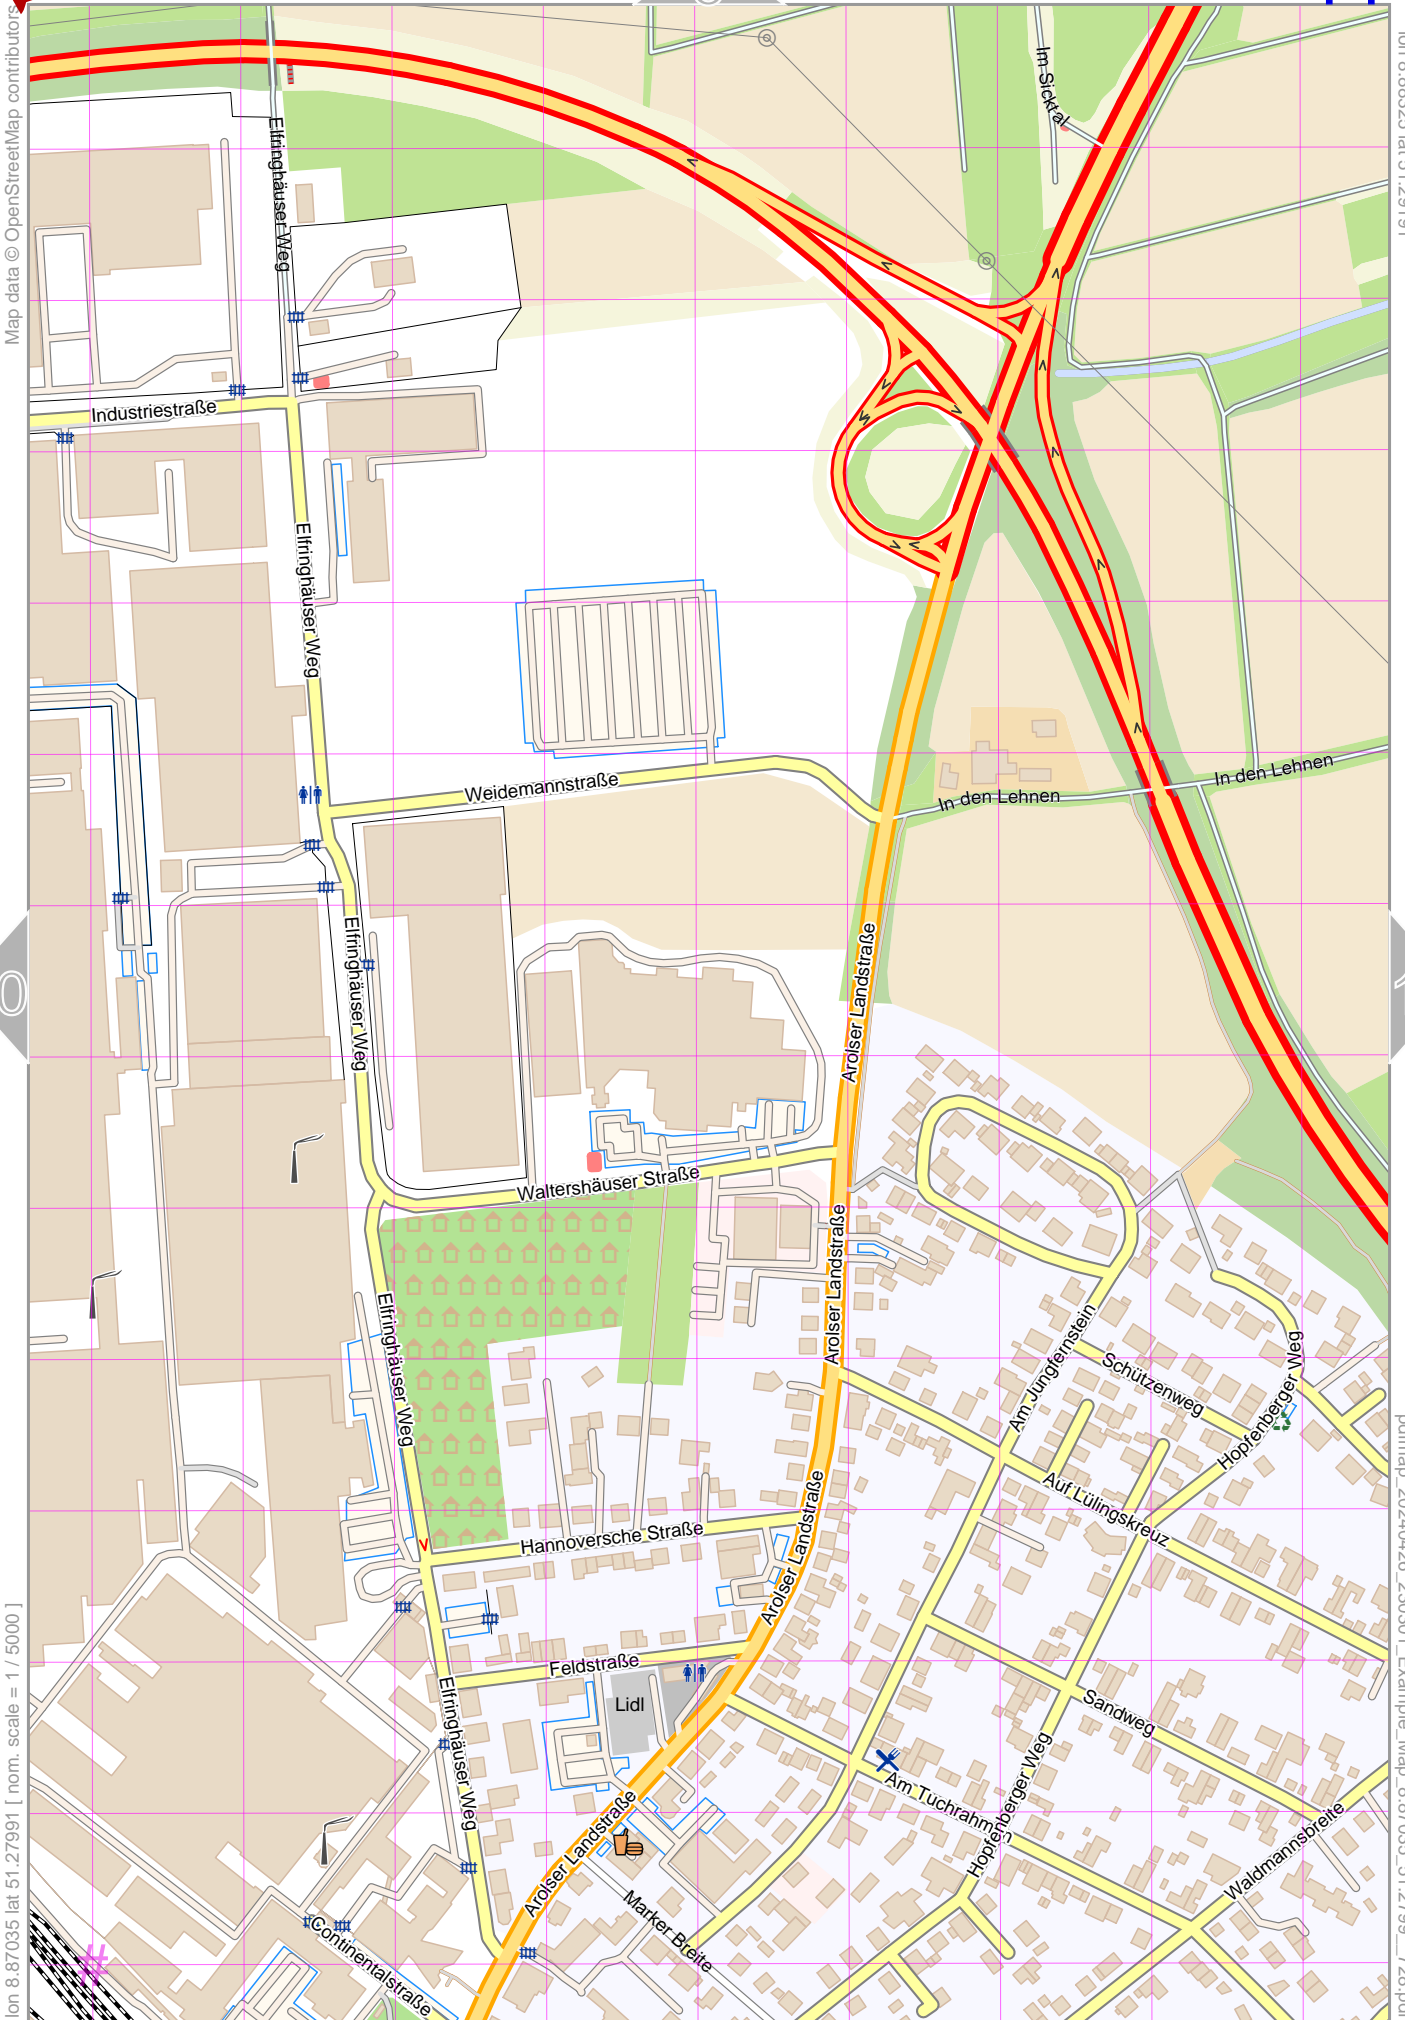 Map data © OpenStreetMap contributors
Im Sicktal
Elfringhäuser Weg
Industriestraße
Elfringhäuser Weg
Weidemannstraße
In den Lehnen
In den Lehnen
Elfringhäuser Weg
Arolser Landstraße
0
Waltershäuser Straße
Arolser Landstraße
Elfringhäuser Weg
Am Jungfernstein
Schützenweg
Hopfenberger Weg
Auf Lülingskreuz
Hannoversche Straße
Arolser Landstraße
Feldstraße
Lidl
Elfringhäuser Weg
Sandweg
Hopfenberger Weg
Am Tuchrahmen
Arolser Landstraße
Waldmannsbreite
Marker Breite
Continentalstraße
#
lon 8.87035 lat 51.27991 [ nom. scale = 1 / 5000 ]